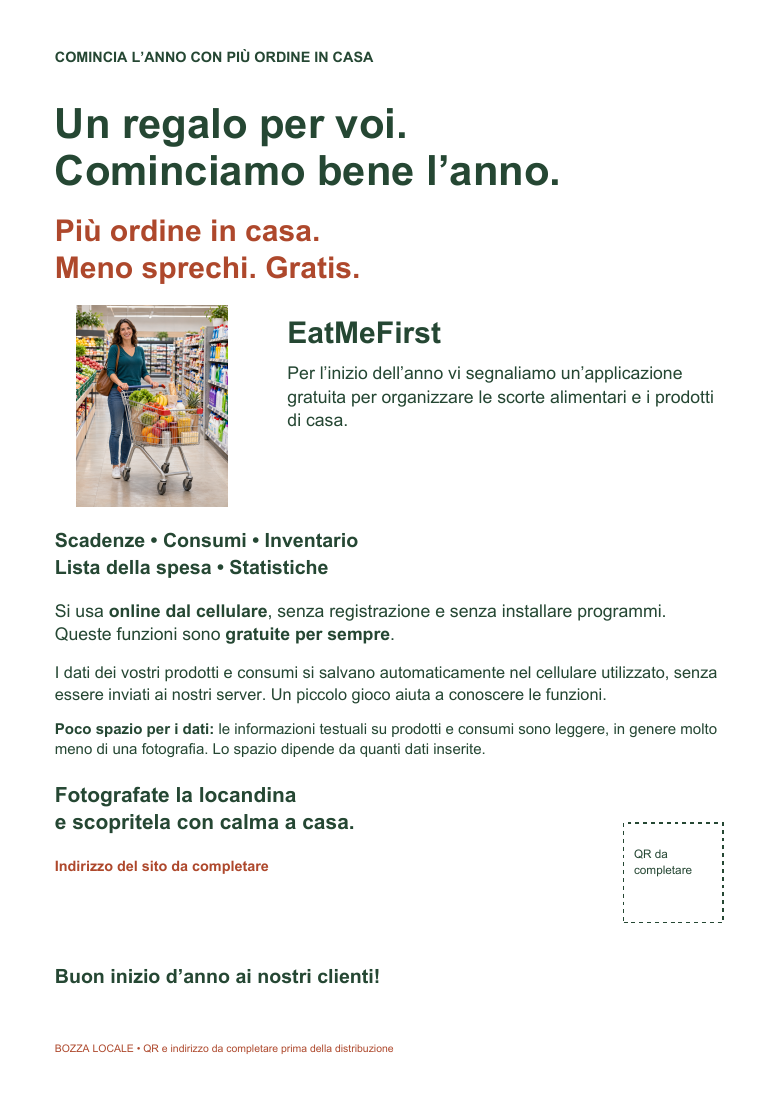 COMINCIA L’ANNO CON PIÙ ORDINE IN CASA
Un regalo per voi.
Cominciamo bene l’anno.
Più ordine in casa.
Meno sprechi. Gratis.
EatMeFirst
Per l’inizio dell’anno vi segnaliamo un’applicazione
gratuita per organizzare le scorte alimentari e i prodotti
di casa.
Scadenze • Consumi • Inventario
Lista della spesa • Statistiche
Si usa online dal cellulare, senza registrazione e senza installare programmi.
Queste funzioni sono gratuite per sempre.
I dati dei vostri prodotti e consumi si salvano automaticamente nel cellulare utilizzato, senza
essere inviati ai nostri server. Un piccolo gioco aiuta a conoscere le funzioni.
Poco spazio per i dati: le informazioni testuali su prodotti e consumi sono leggere, in genere molto
meno di una fotografia. Lo spazio dipende da quanti dati inserite.
Fotografate la locandina
e scopritela con calma a casa.
Indirizzo del sito da completare
QR da
completare
Buon inizio d’anno ai nostri clienti!
BOZZA LOCALE • QR e indirizzo da completare prima della distribuzione